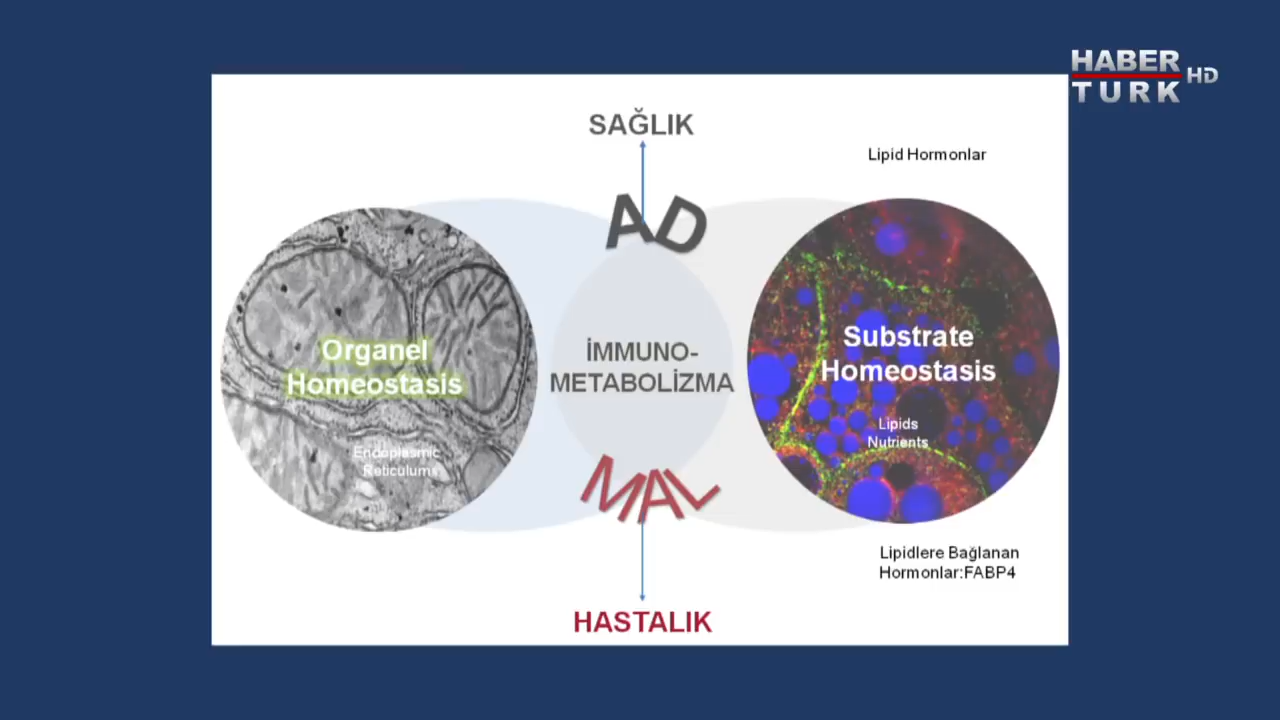 HABER
TURK HD
SAĞLIK
Lipid Hormonlar
AD
Organel
Homeostasis
Endoplasmic
Reticulums
İMMUNO-
METABOLİZMA
Substrate
Homeostasis
Lipids
Nutrients
MAL
Lipidlere Bağlanan
Hormonlar:FABP4
HASTALIK